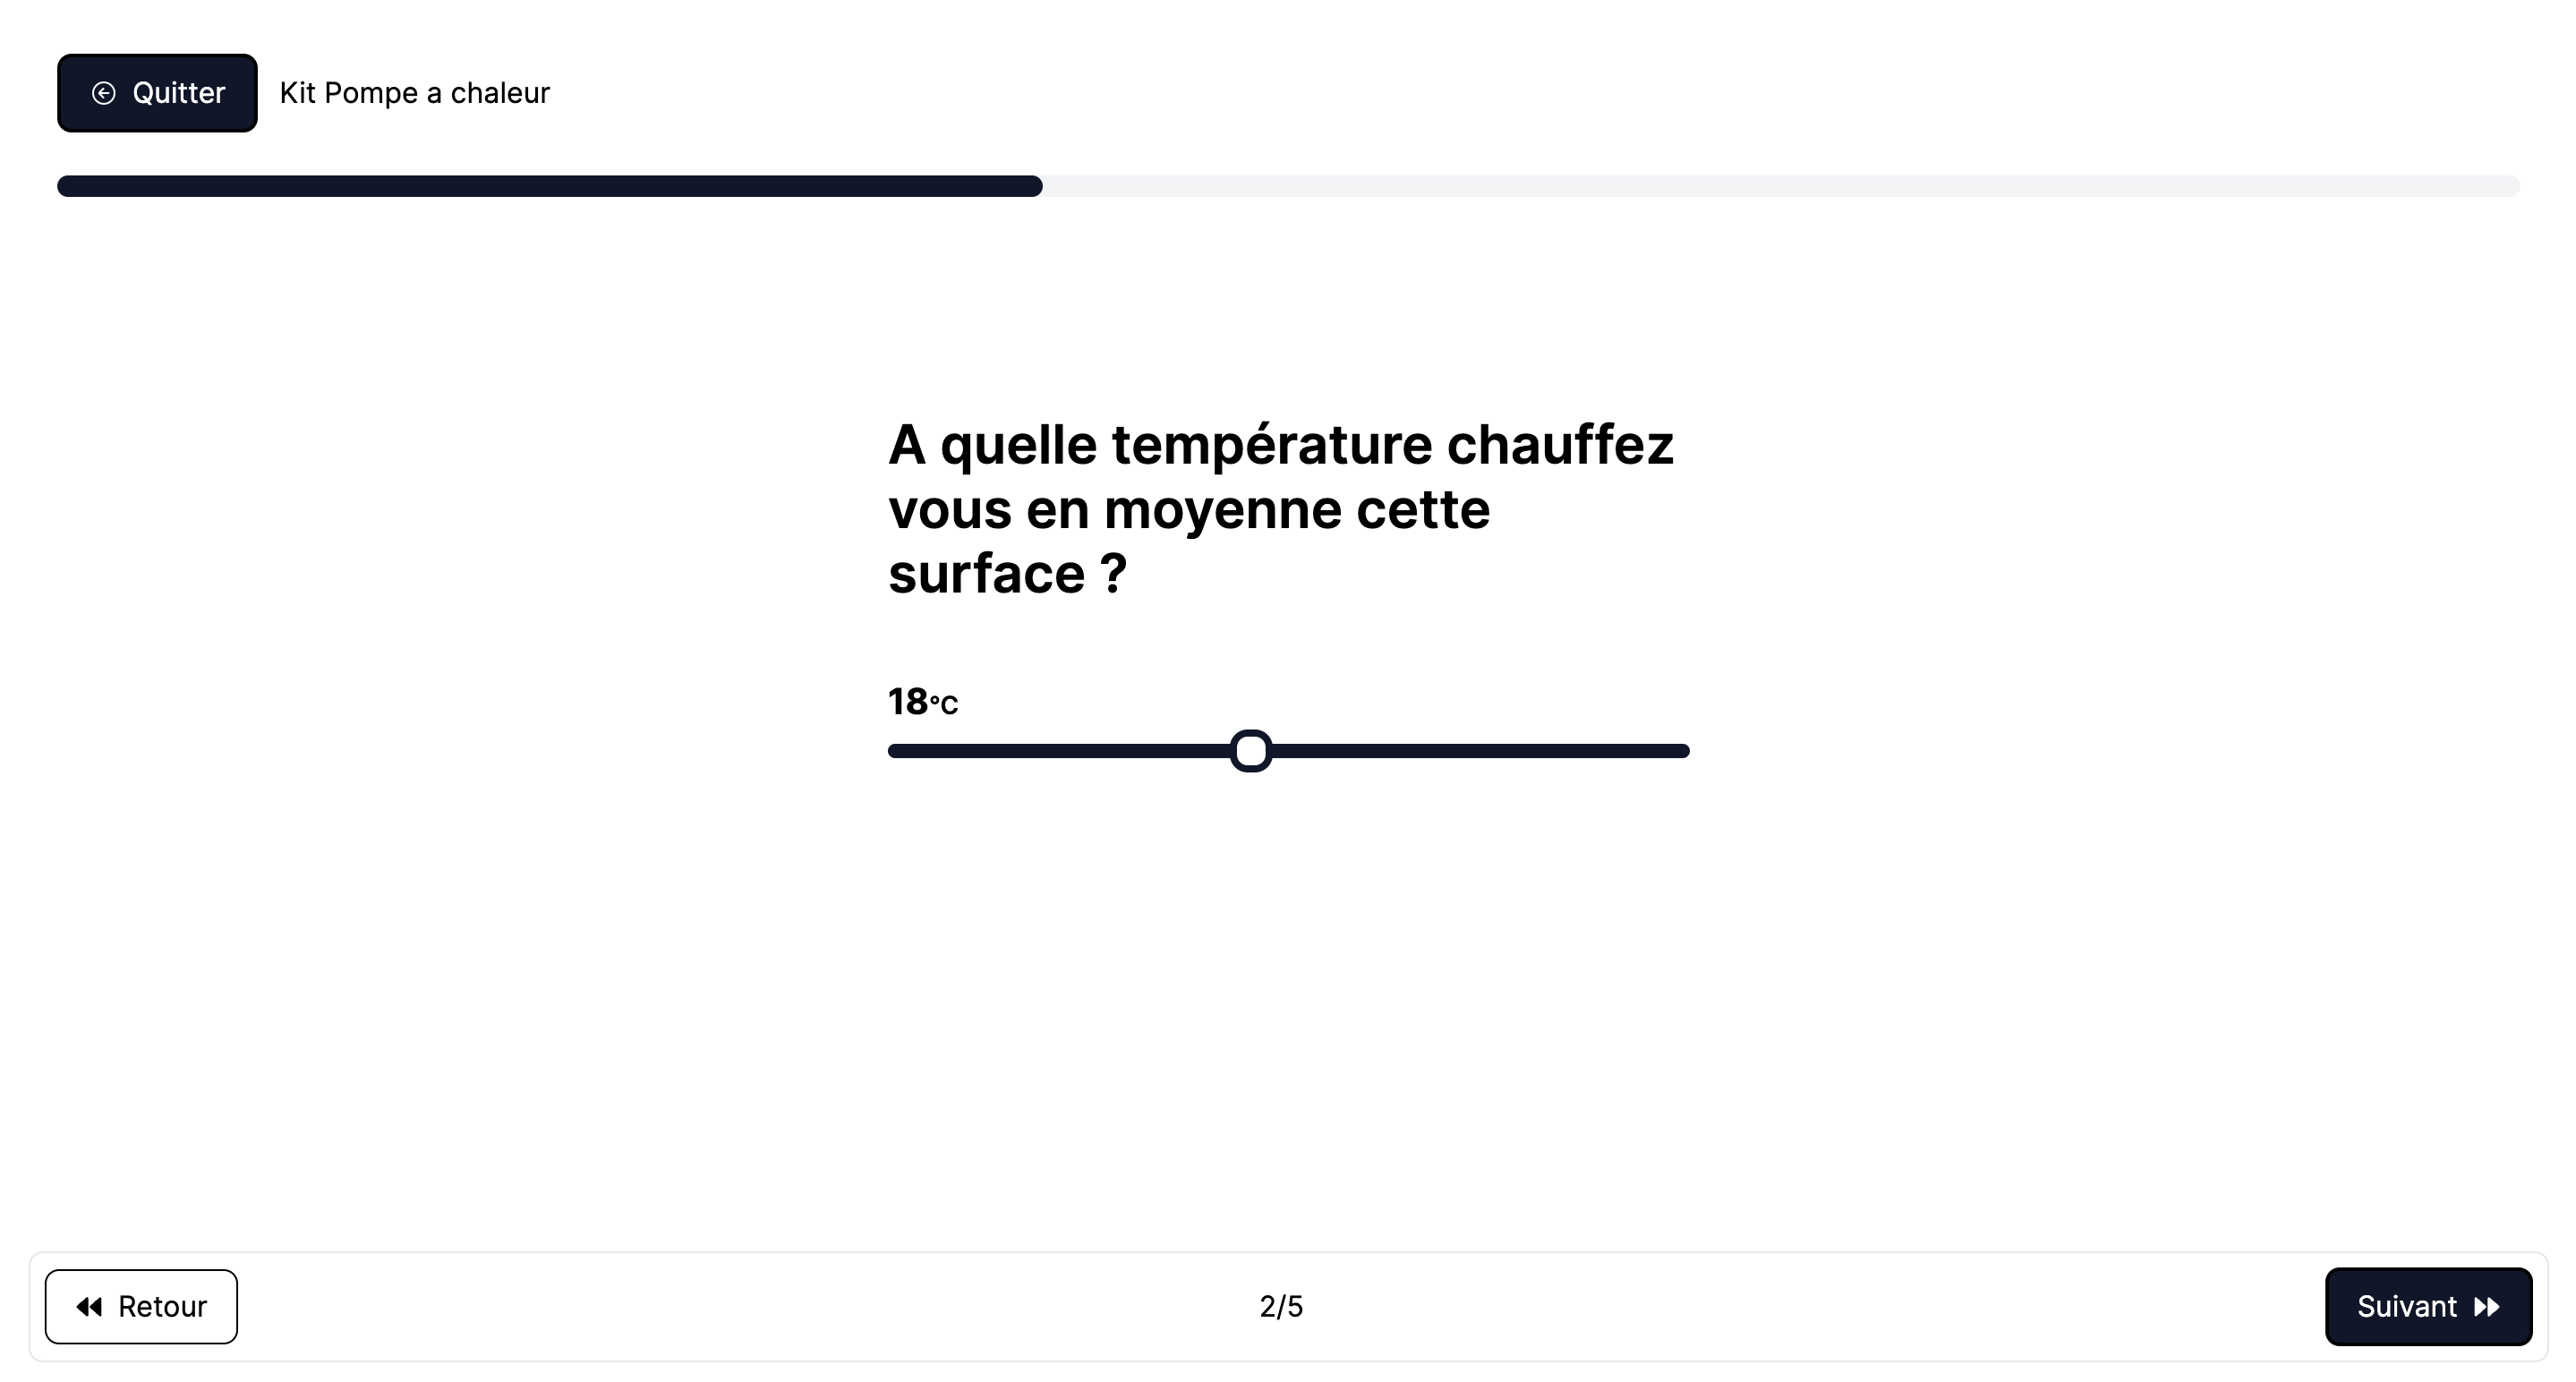 Quitter
Kit Pompe a chaleur
A quelle température chauffez
vous en moyenne cette
surface ?
18°C
Retour
2/5
Suivant